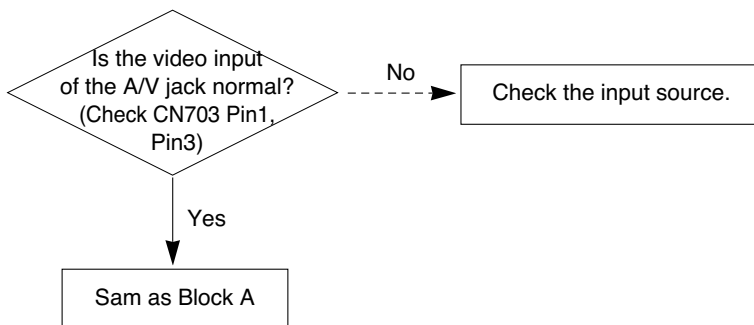 Is the video input
of the A/V jack normal?
(Check CN703 Pin1,
Pin3)
No
Check the input source.
Yes
Sam as Block A